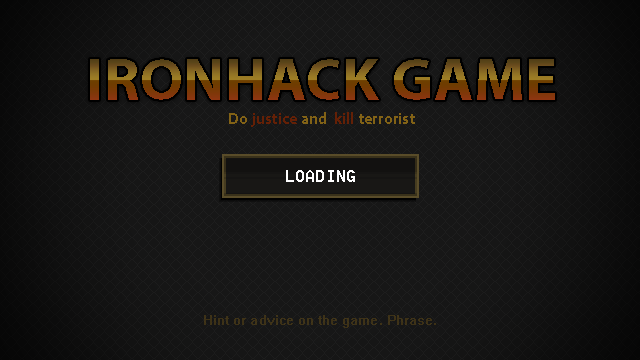 IRONHACK GAME
Do justice and kill terrorist
LOADING
Hint or advice on the game. Phrase.